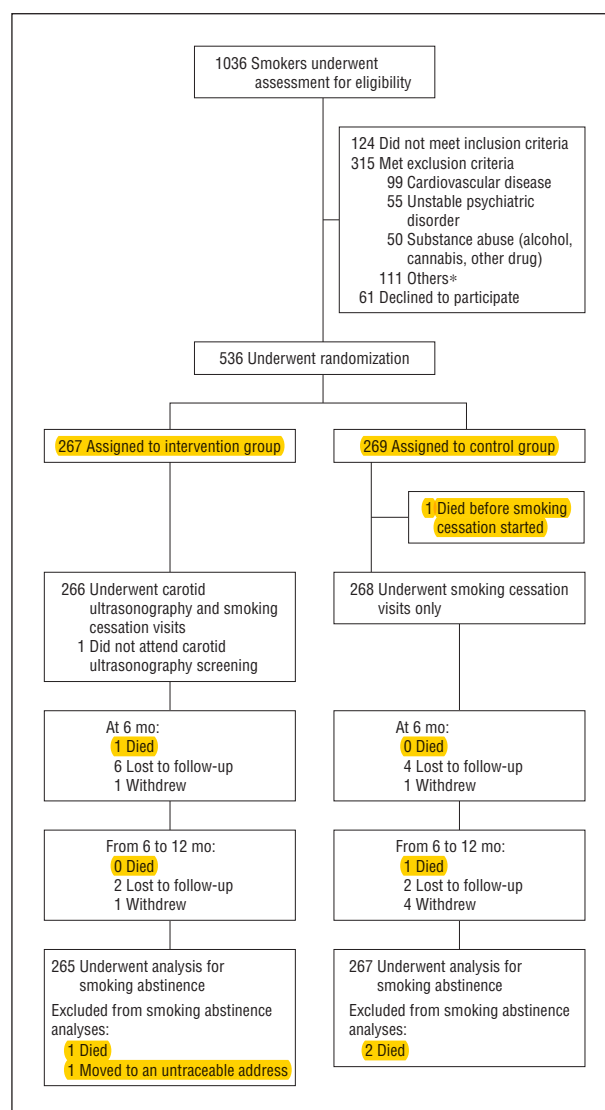 1036 Smokers underwent
assessment for eligibility
124 Did not meet inclusion criteria
315 Met exclusion criteria
99 Cardiovascular disease
55 Unstable psychiatric
disorder
50 Substance abuse (alcohol,
cannabis, other drug)
111 Others*
61 Declined to participate
536 Underwent randomization
267 Assigned to intervention group
269 Assigned to control group
1 Died before smoking
cessation started
266 Underwent carotid
ultrasonography and smoking
cessation visits
1 Did not attend carotid
ultrasonography screening
268 Underwent smoking cessation
visits only
At 6 mo:
1 Died
6 Lost to follow-up
1 Withdrew
At 6 mo:
0 Died
4 Lost to follow-up
1 Withdrew
From 6 to 12 mo:
0 Died
2 Lost to follow-up
1 Withdrew
From 6 to 12 mo:
1 Died
2 Lost to follow-up
4 Withdrew
265 Underwent analysis for
smoking abstinence
Excluded from smoking abstinence
analyses:
1 Died
1 Moved to an untraceable address
267 Underwent analysis for
smoking abstinence
Excluded from smoking abstinence
analyses:
2 Died